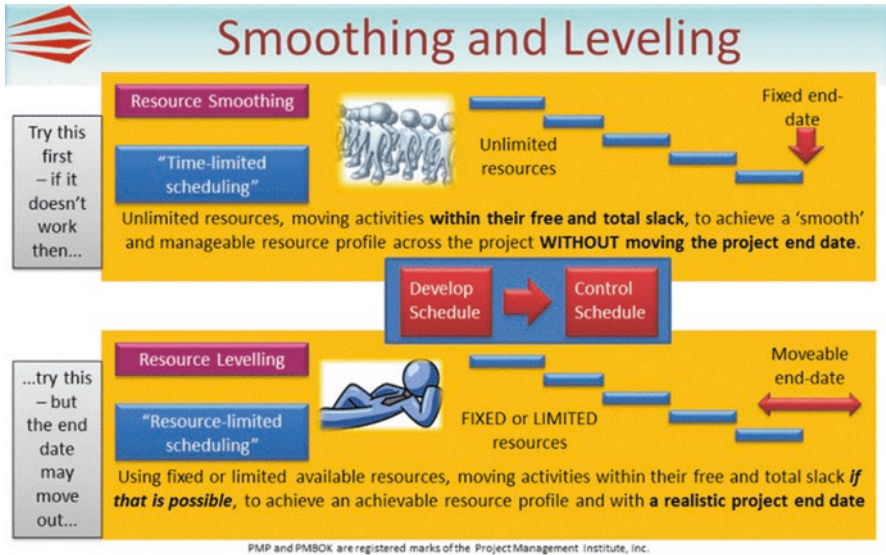 Smoothing and Leveling
Try this
first
– if it
doesn't
work
then...
Resource Smoothing
"Time-limited
scheduling"
Unlimited
resources
Fixed end-
date
Unlimited resources, moving activities within their free and total slack, to achieve a 'smooth'
and manageable resource profile across the project WITHOUT moving the project end date.
Develop
Schedule
Control
Schedule
...try this
– but
the end
date
may
move
out...
Resource Levelling
"Resource-limited
scheduling"
FIXED or LIMITED
resources
Moveable
end-date
Using fixed or limited available resources, moving activities within their free and total slack if
that is possible, to achieve an achievable resource profile and with a realistic project end date
PMP and PMBOK are registered marks of the Project Management Institute, Inc.